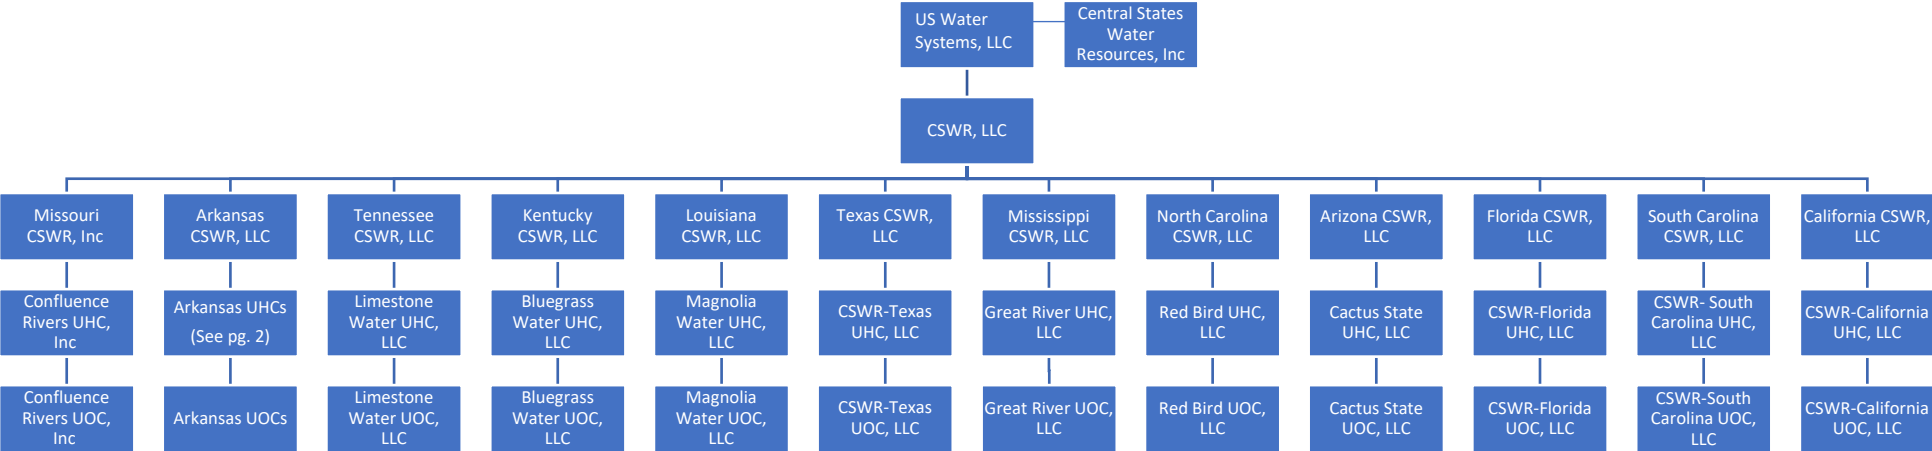 US Water
Systems, LLC
Central States
Water
Resources, Inc
CSWR, LLC
Missouri
CSWR, Inc
Arkansas
CSWR, LLC
Tennessee
CSWR, LLC
Kentucky
CSWR, LLC
Louisiana
CSWR, LLC
Texas CSWR,
LLC
Mississippi
CSWR, LLC
North Carolina
CSWR, LLC
Arizona CSWR,
LLC
Florida CSWR,
LLC
South Carolina
CSWR, LLC
California CSWR,
LLC
Confluence
Rivers UHC,
Inc
Arkansas UHCs
(See pg. 2)
Limestone
Water UHC,
LLC
Bluegrass
Water UHC,
LLC
Magnolia
Water UHC,
LLC
CSWR-Texas
UHC, LLC
Great River UHC,
LLC
Red Bird UHC,
LLC
Cactus State
UHC, LLC
CSWR-Florida
UHC, LLC
CSWR- South
Carolina UHC,
LLC
CSWR-California
UHC, LLC
Confluence
Rivers UOC,
Inc
Arkansas UOCs
Limestone
Water UOC,
LLC
Bluegrass
Water UOC,
LLC
Magnolia
Water UOC,
LLC
CSWR-Texas
UOC, LLC
Great River UOC,
LLC
Red Bird UOC,
LLC
Cactus State
UOC, LLC
CSWR-Florida
UOC, LLC
CSWR-South
Carolina UOC,
LLC
CSWR-California
UOC, LLC